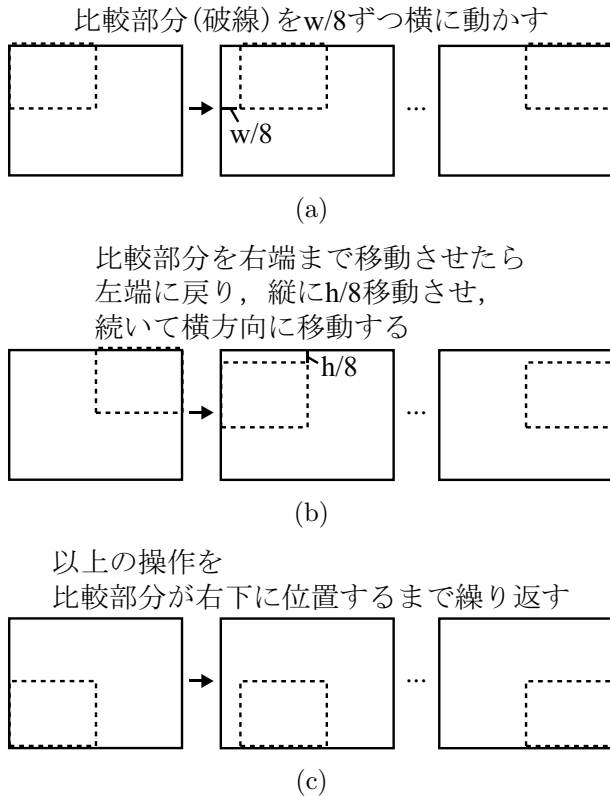 比較部分(破線)をw/8ずつ横に動かす
...
w/8
(a)
比較部分を右端まで移動させたら
左端に戻り，縦にh/8移動させ，
続いて横方向に移動する
h/8
...
(b)
以上の操作を
比較部分が右下に位置するまで繰り返す
...
(c)